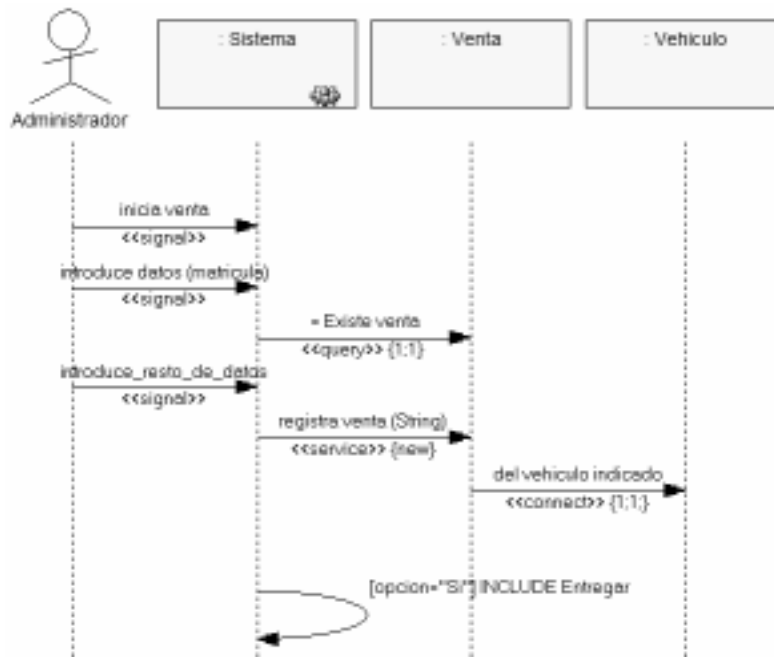 : Sistema
: Venta
: Vehiculo
Administrador
inicia venta
<<signal>>
introduce datos (matricula)
<<signal>>
= Existe venta
<<query>> {1:1}
introduce_resto_de_datos
<<signal>>
registra venta (String)
<<service>> {new}
del vehiculo indicado
<<connect>> {1;1;}
[opcion="Si"] INCLUDE Entregar